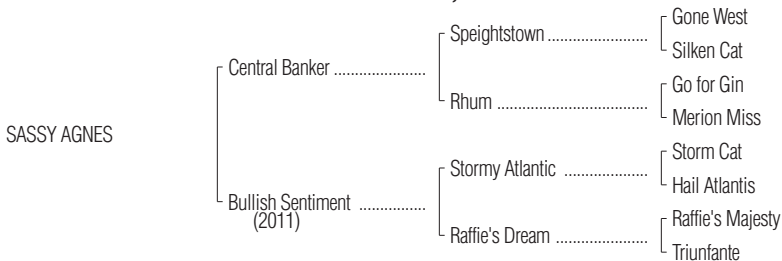 Gone West
Speightstown ......................
Silken Cat
Central Banker ....................
Go for Gin
Rhum .................................
Merion Miss
SASSY AGNES
Storm Cat
Stormy Atlantic ..................
Hail Atlantis
Bullish Sentiment ...............
(2011)
Raffie's Majesty
Raffie's Dream ....................
Triunfante